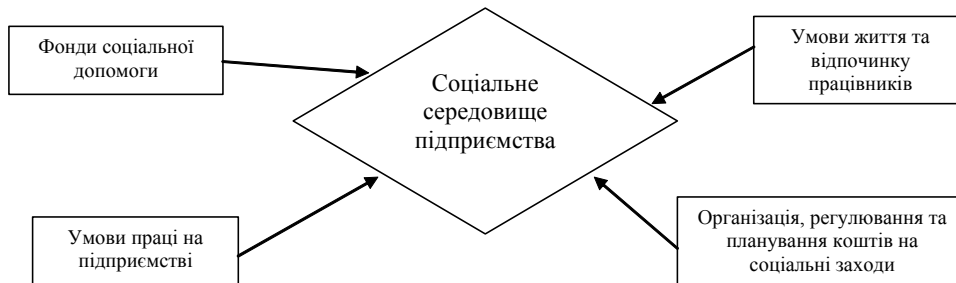 Фонди соціальної
допомоги
Соціальне
середовище
підприємства
Умови життя та
відпочинку
працівників
Умови праці на
підприємстві
Організація, регулювання та
планування коштів на
соціальні заходи